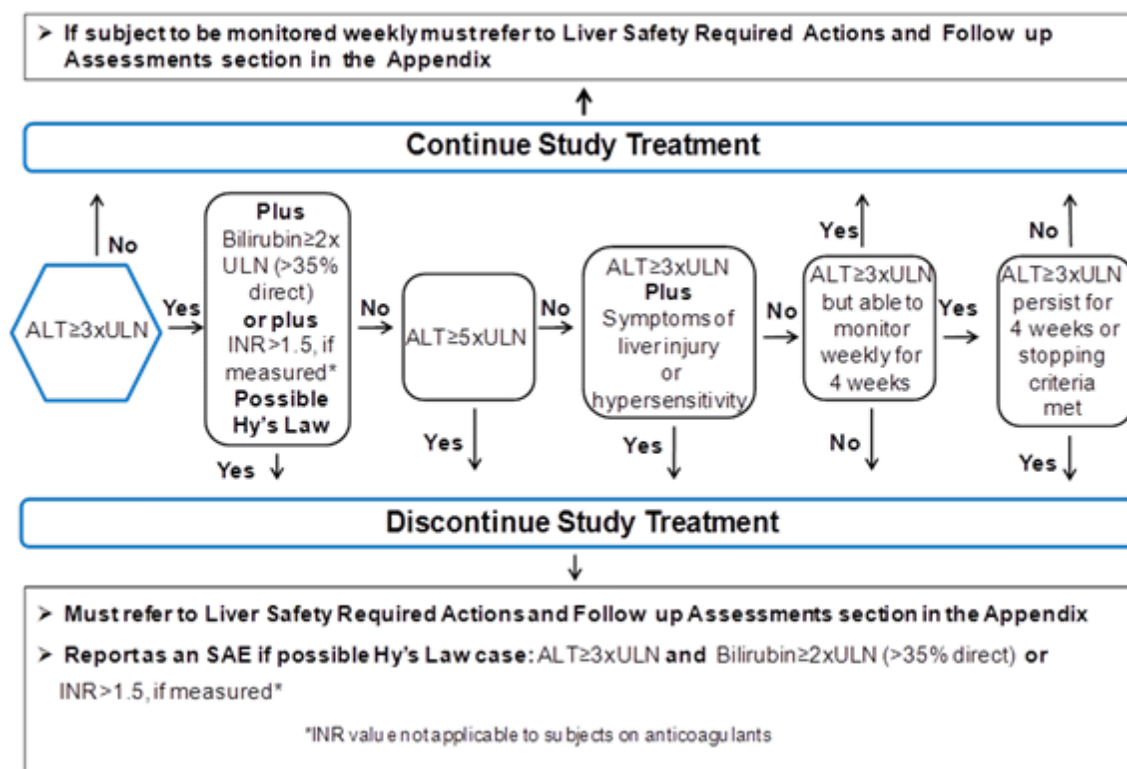 ➢ If subject to be monitored weekly must refer to Liver Safety Required Actions and Follow up
Assessments section in the Appendix
Continue Study Treatment
No
ALT≥3xULN
Yes
Plus
Bilirubin≥2x
ULN (>35%
direct)
or plus
INR>1.5, if
measured*
Possible
Hy's Law
Yes
No
ALT≥5xULN
Yes
No
ALT≥3xULN
Plus
Symptoms of
liver injury
or
hypersensitivity
Yes
No
Yes
ALT≥3xULN
but able to
monitor
weekly for
4 weeks
No
Yes
No
ALT≥3xULN
persist for
4 weeks or
stopping
criteria
met
Yes
Discontinue Study Treatment
➢ Must refer to Liver Safety Required Actions and Follow up Assessments section in the Appendix
➢ Report as an SAE if possible Hy's Law case: ALT≥3xULN and Bilirubin≥2xULN (>35% direct) or
INR>1.5, if measured*
*INR value not applicable to subjects on anticoagulants